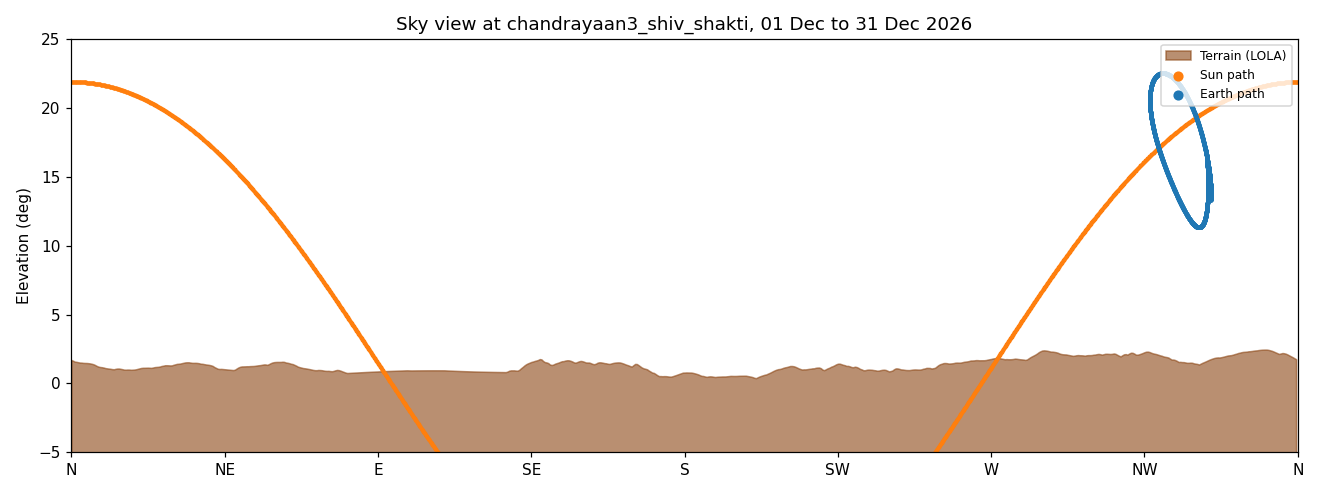 Sky view at chandrayaan3_shiv_shakti, 01 Dec to 31 Dec 2026
Elevation (deg)
25
20
15
10
5
0
−5
Terrain (LOLA)
Sun path
Earth path
N NE E SE S SW W NW N